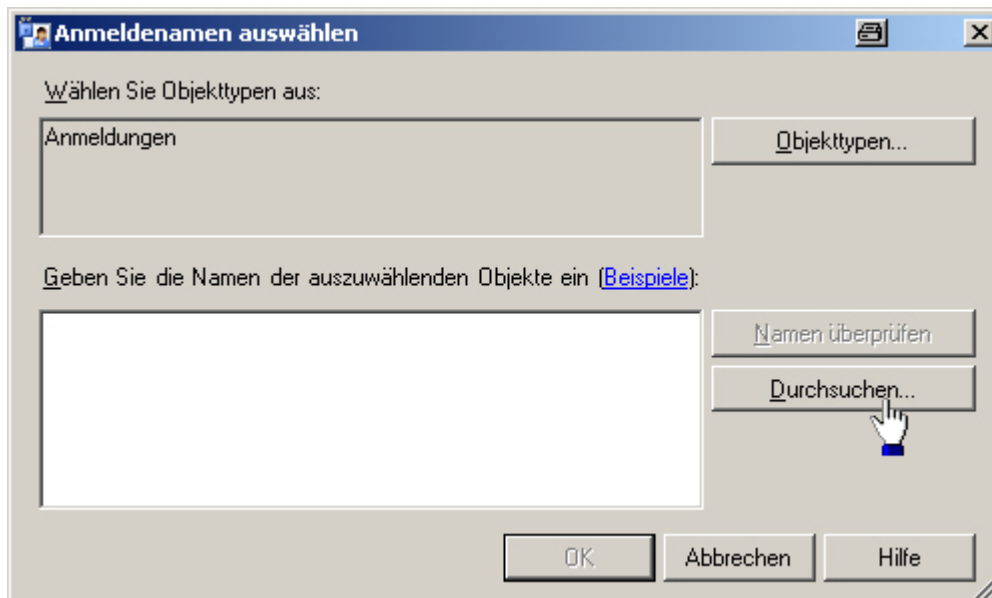 Anmeldenamen auswählen
Wählen Sie Objekttypen aus:
Anmeldungen
Objekttypen...
Geben Sie die Namen der auszuwählenden Objekte ein (Beispiele):
Namen überprüfen
Durchsuchen...
OK
Abbrechen
Hilfe